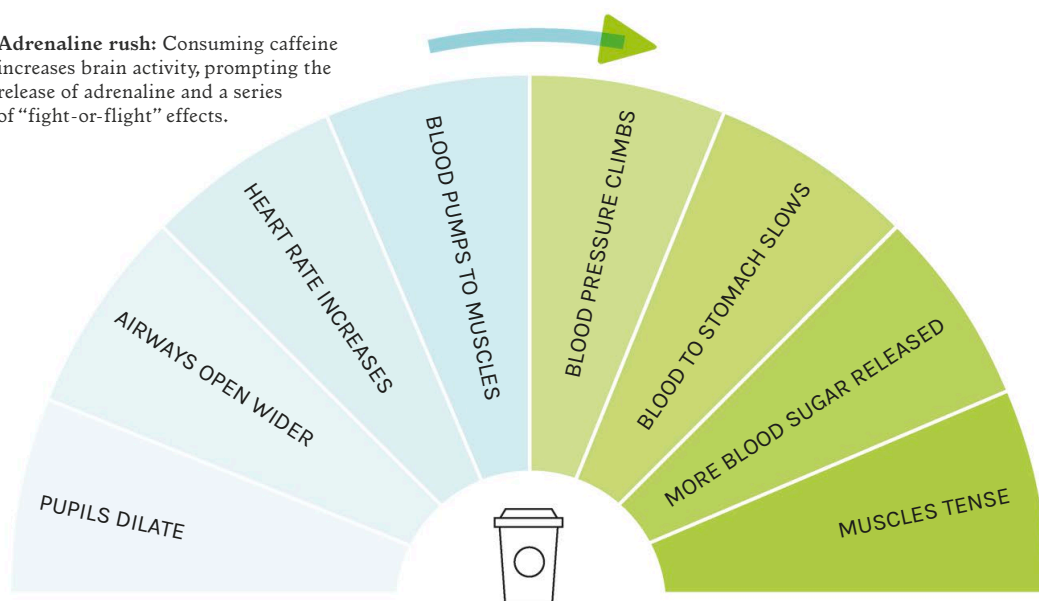 Adrenaline rush: Consuming caffeine
increases brain activity, prompting the
release of adrenaline and a series
of “fight-or-flight” effects.
PUPILS DILATE
AIRWAYS OPEN WIDER
HEART RATE INCREASES
BLOOD PUMPS TO MUSCLES
BLOOD PRESSURE CLIMBS
BLOOD TO STOMACH SLOWS
MORE BLOOD SUGAR RELEASED
MUSCLES TENSE